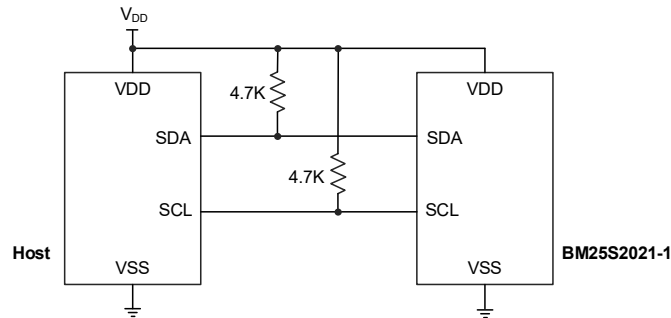 VDD
VDD
VDD
4.7K
SDA
SDA
4.7K
SCL
SCL
Host
BM25S2021-1
VSS
VSS